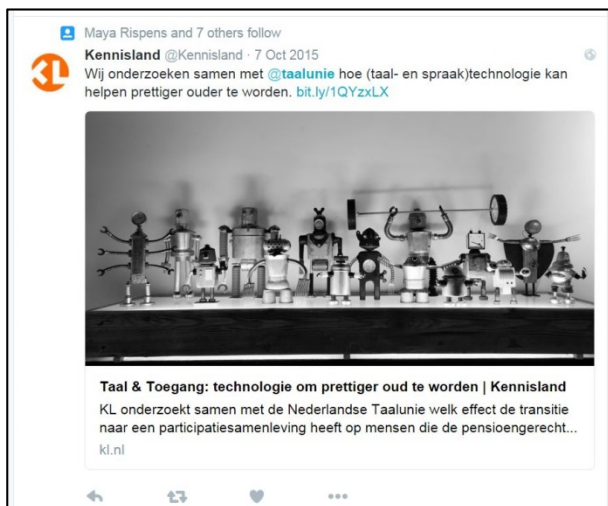 Maya Rispens and 7 others follow
Kennisland @Kennisland · 7 Oct 2015
Wij onderzoeken samen met @taalunie hoe (taal- en spraak)technologie kan
helpen prettiger ouder te worden. bit.ly/1QYzxLX
KL
Taal & Toegang: technologie om prettiger oud te worden | Kennisland
KL onderzoekt samen met de Nederlandse Taalunie welk effect de transitie
naar een participatiesamenleving heeft op mensen die de pensioengerecht...
kl.nl